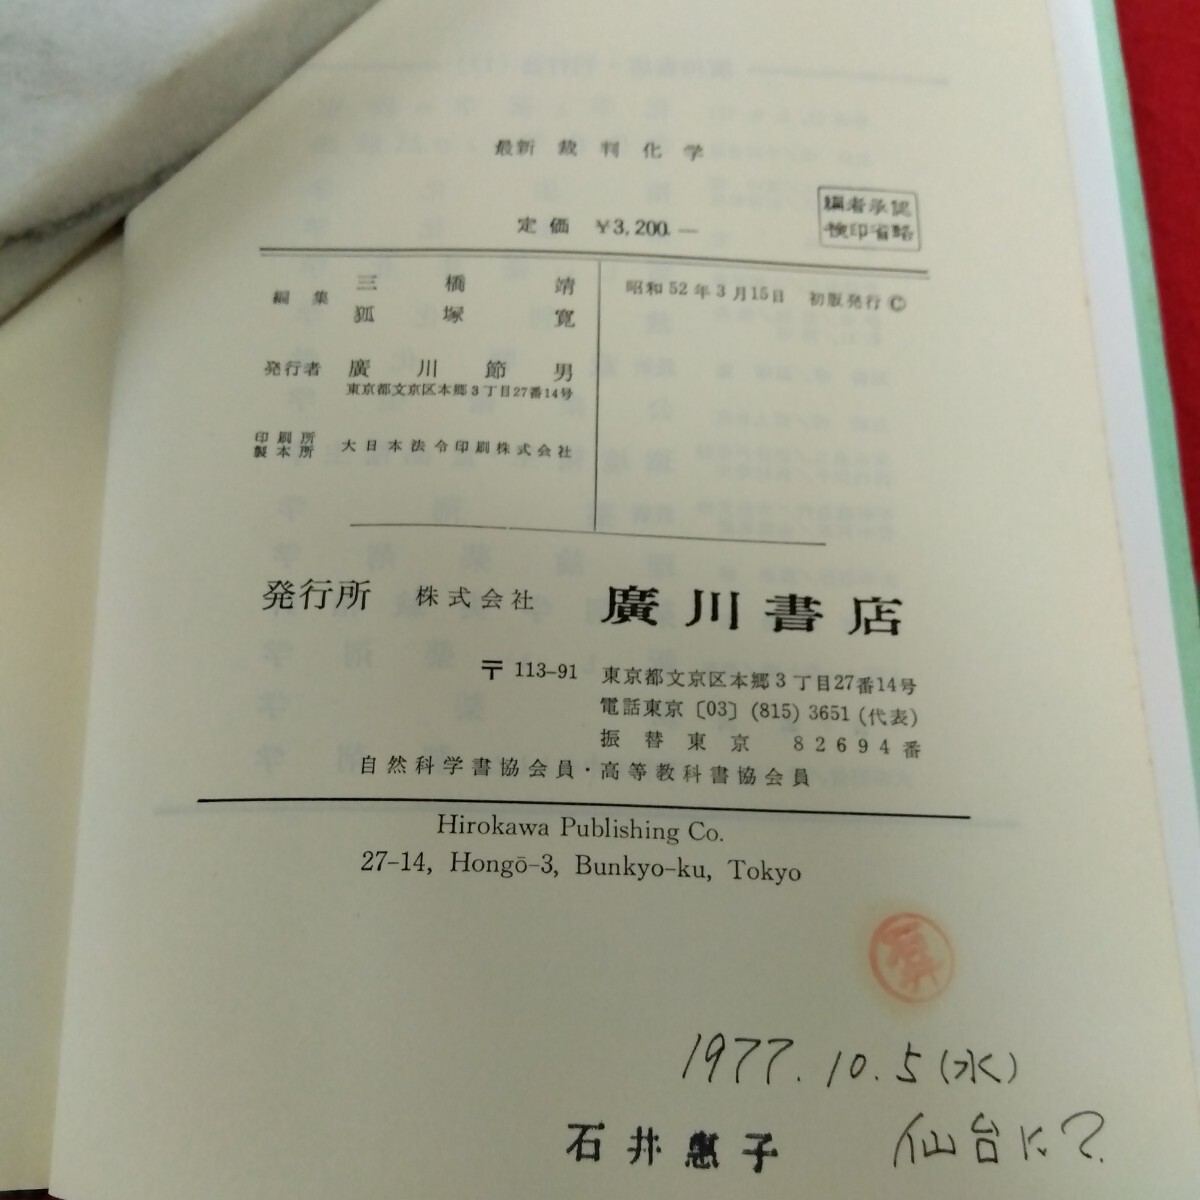 最新 裁判化学
定価 ¥3,200.—
編者承認
検印省略
編集 三橋靖
狐塚寛
昭和52年3月15日 初版発行 ©
発行者 廣川節男
東京都文京区本郷3丁目27番14号
印刷所
製本所 大日本法令印刷株式会社
発行所 株式会社 廣川書店
〒113-91 東京都文京区本郷3丁目27番14号
電話東京〔03〕(815)3651(代表)
振替東京 82694番
自然科学書協会員・高等教科書協会員
Hirokawa Publishing Co.
27-14, Hongō-3, Bunkyo-ku, Tokyo
石井
1977.10.5(水)
石井恵子
仙台にて